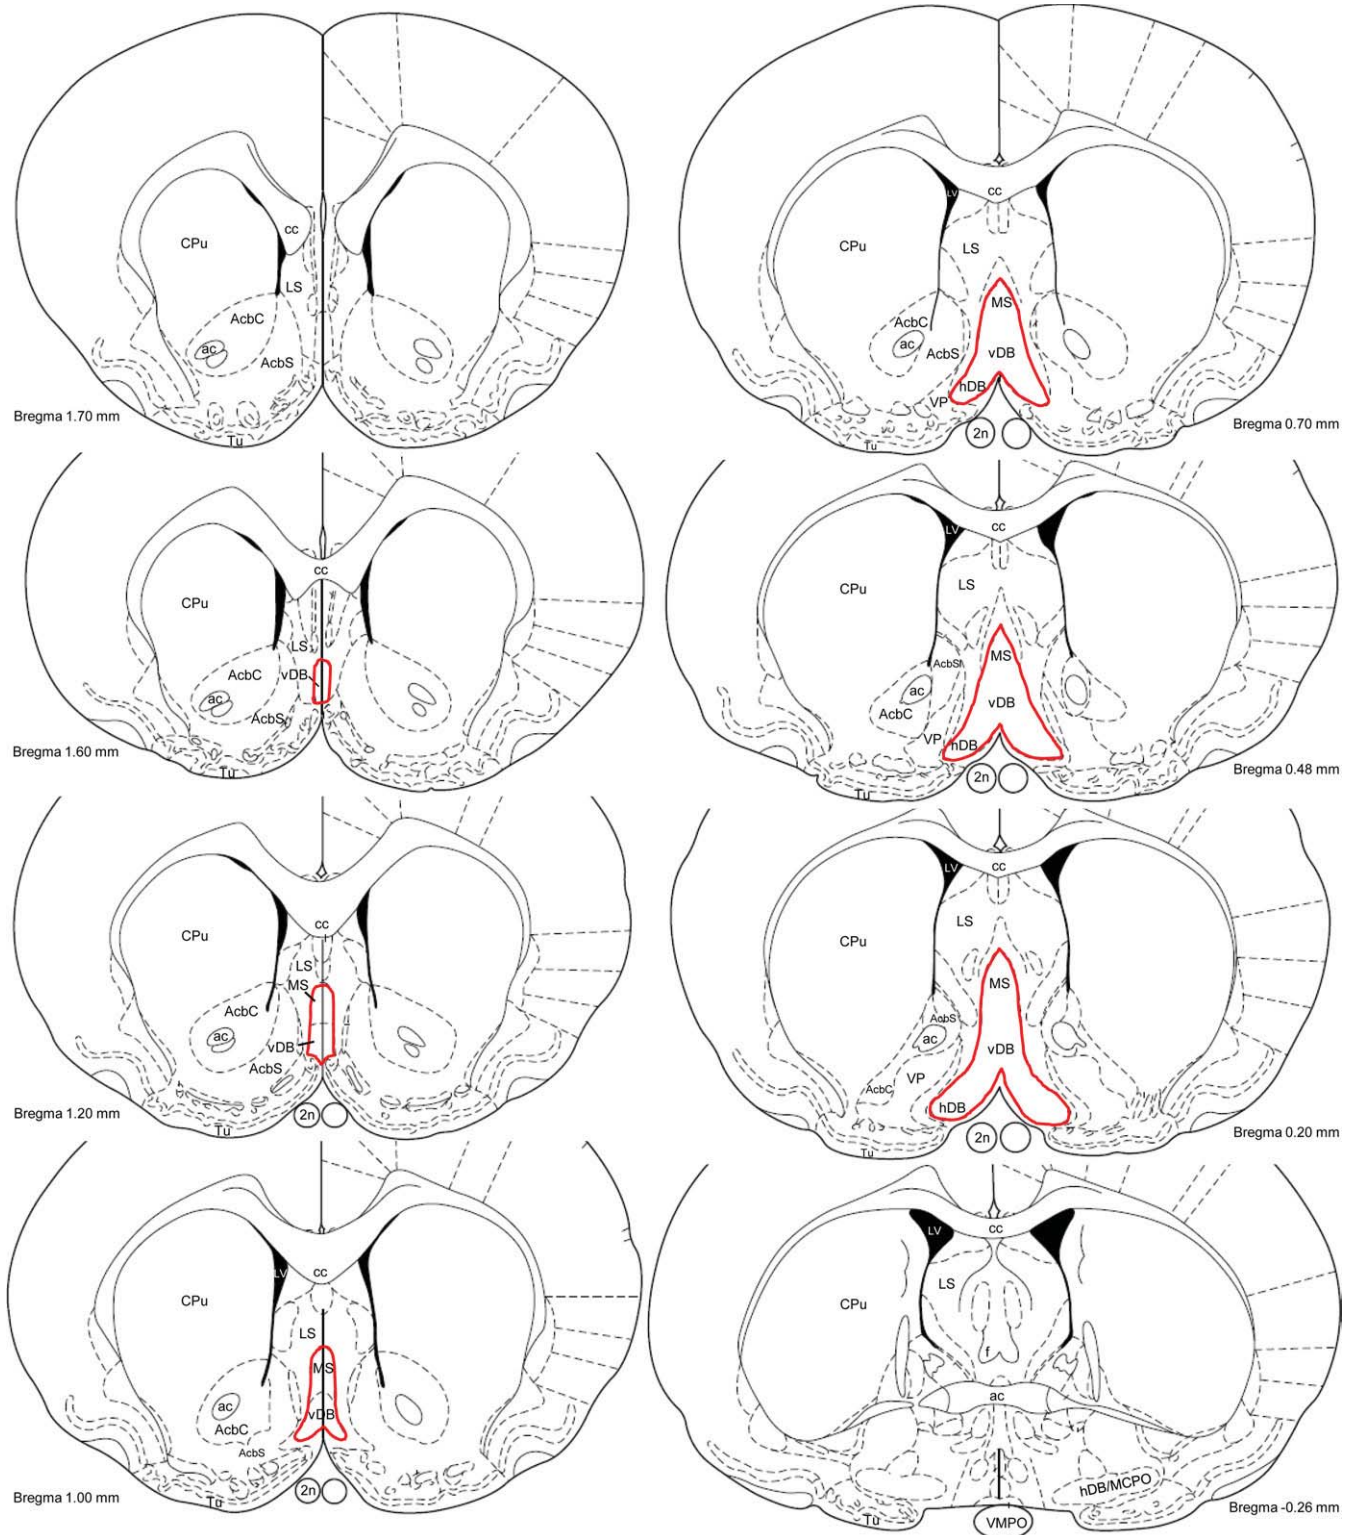 CPu
cc
LS
AcbC
ac
AcbS
Bregma 1.70 mm
Tu
cc
CPu
LS
AcbC
vDB
ac
AcbS
Bregma 1.60 mm
Tu
cc
CPu
LS
MS
AcbC
ac
vDB
AcbS
Bregma 1.20 mm
2n
Tu
LV
cc
CPu
LS
MS
ac
vDB
AcbC
AcbS
Bregma 1.00 mm
2n
Tu
LV
cc
CPu
LS
MS
AcbC
ac
AcbS
vDB
hDB
VP
Bregma 0.70 mm
2n
Tu
LV
cc
CPu
LS
MS
AcbS
ac
vDB
AcbC
VP
hDB
Bregma 0.48 mm
2n
Tu
LV
cc
CPu
LS
MS
AcbS
ac
vDB
VP
AcbC
hDB
Bregma 0.20 mm
2n
Tu
LV
cc
LS
CPu
f
ac
hDB/MCPO
Bregma -0.26 mm
Tu
VMPO